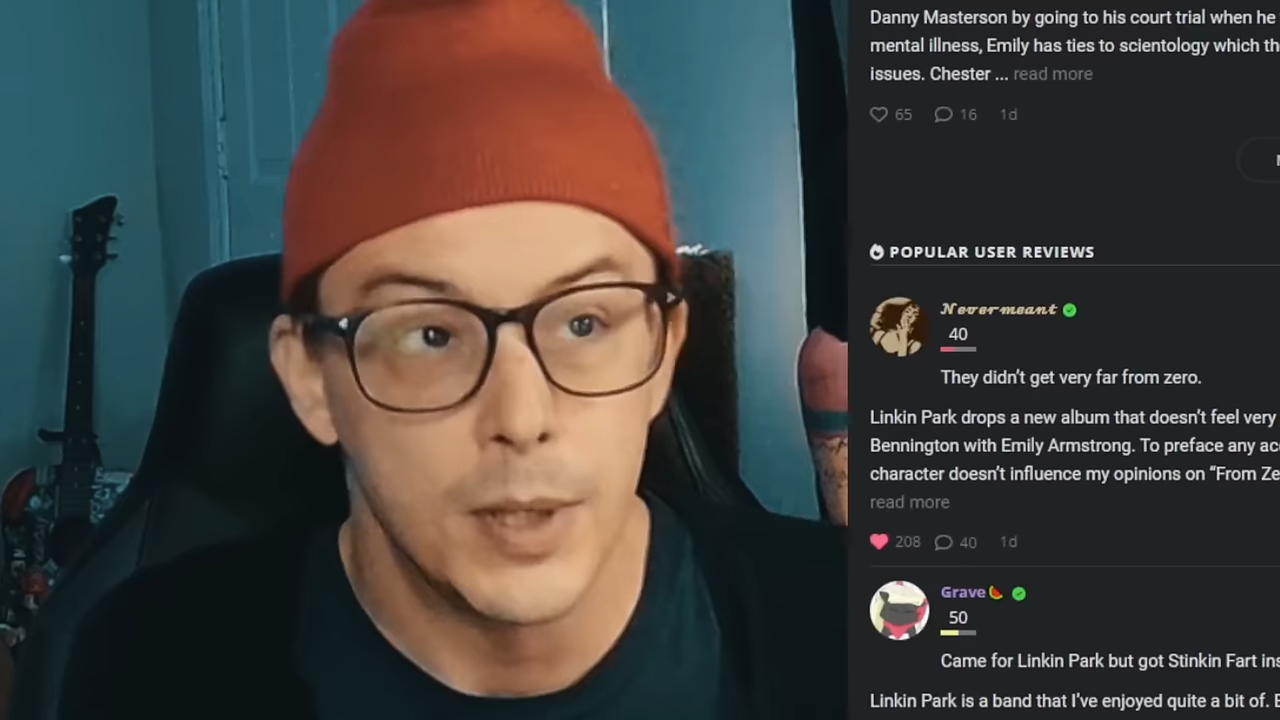 Danny Masterson by going to his court trial when he
mental illness, Emily has ties to scientology which th
issues. Chester ... read more
65 16 1d
POPULAR USER REVIEWS
Nevermeant
40
They didn’t get very far from zero.
Linkin Park drops a new album that doesn’t feel very
Bennington with Emily Armstrong. To preface any ac
character doesn’t influence my opinions on “From Ze
read more
208 40 1d
Grave
50
Came for Linkin Park but got Stinkin Fart ins
Linkin Park is a band that I’ve enjoyed quite a bit of. E